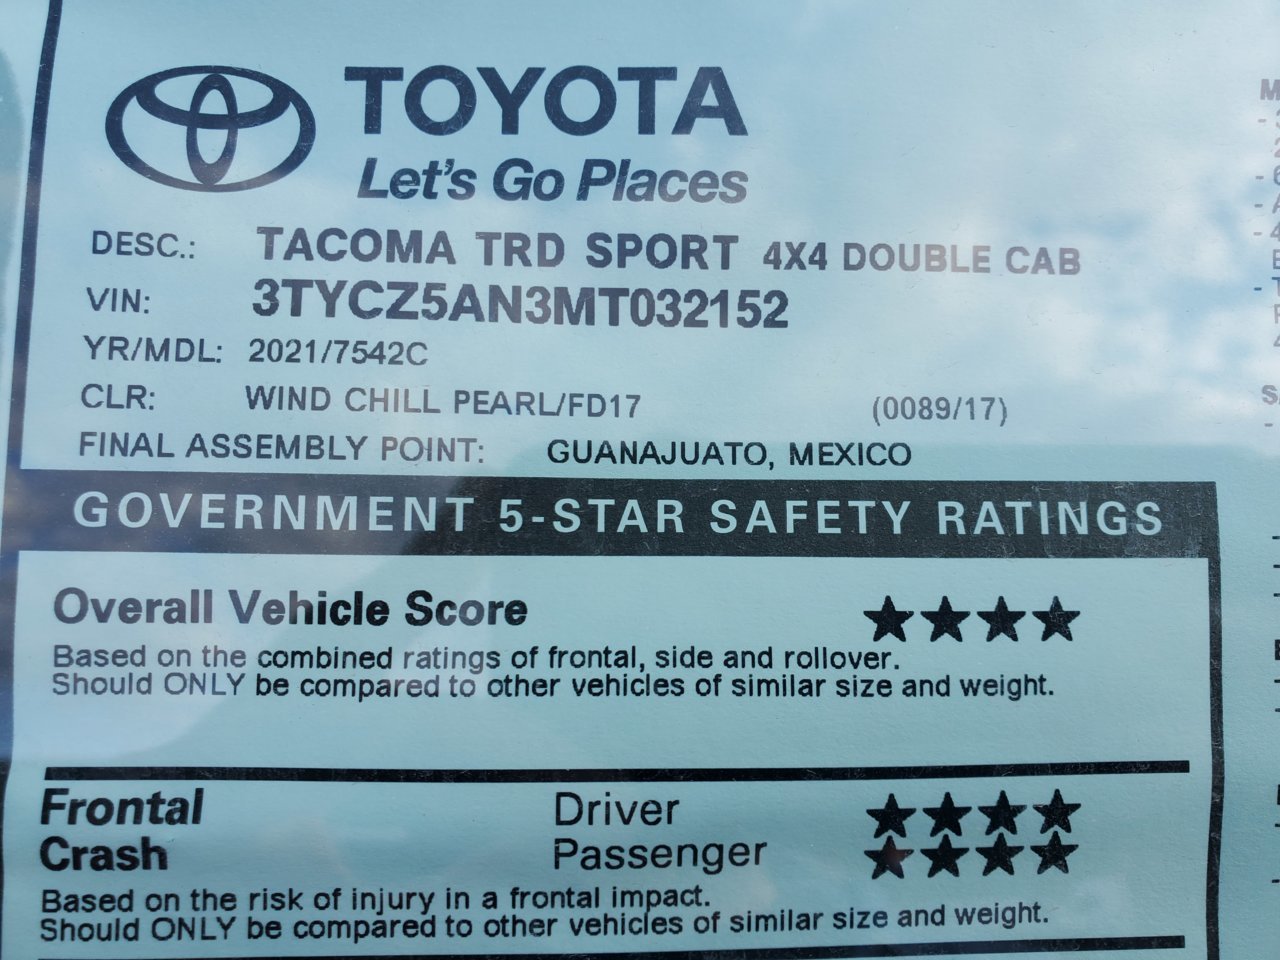 TOYOTA
Let's Go Places
DESC.: TACOMA TRD SPORT 4X4 DOUBLE CAB
VIN: 3TYCZ5AN3MT032152
YR/MDL: 2021/7542C
CLR: WIND CHILL PEARL/FD17 (0089/17)
FINAL ASSEMBLY POINT: GUANAJUATO, MEXICO
GOVERNMENT 5-STAR SAFETY RATINGS
Overall Vehicle Score ★★★★
Based on the combined ratings of frontal, side and rollover.
Should ONLY be compared to other vehicles of similar size and weight.
Frontal Driver ★★★★
Crash Passenger ★★★★
Based on the risk of injury in a frontal impact.
Should ONLY be compared to other vehicles of similar size and weight.